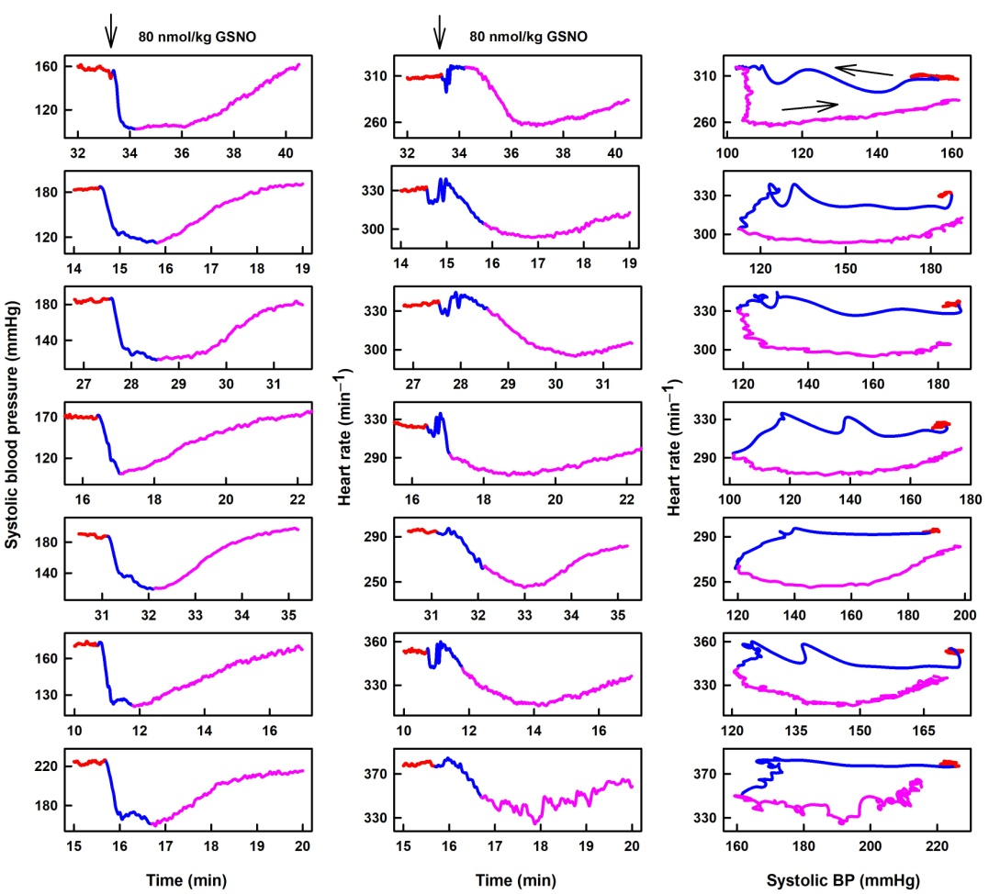 80 nmol/kg GSNO
80 nmol/kg GSNO
Systolic blood pressure (mmHg)
Heart rate (min−1)
Heart rate (min−1)
160
120
32 34 36 38 40
310
260
32 34 36 38 40
310
260
100 120 140 160
180
120
14 15 16 17 18 19
330
300
14 15 16 17 18 19
330
300
120 150 180
180
140
27 28 29 30 31
330
300
27 28 29 30 31
330
300
120 140 160 180
170
120
16 18 20 22
330
290
16 18 20 22
330
290
100 120 140 160 180
180
140
31 32 33 34 35
290
250
31 32 33 34 35
290
250
120 140 160 180 200
160
130
10 12 14 16
360
330
10 12 14 16
360
330
120 135 150 165
220
180
15 16 17 18 19 20
370
330
15 16 17 18 19 20
370
330
160 180 200 220
Time (min)
Time (min)
Systolic BP (mmHg)